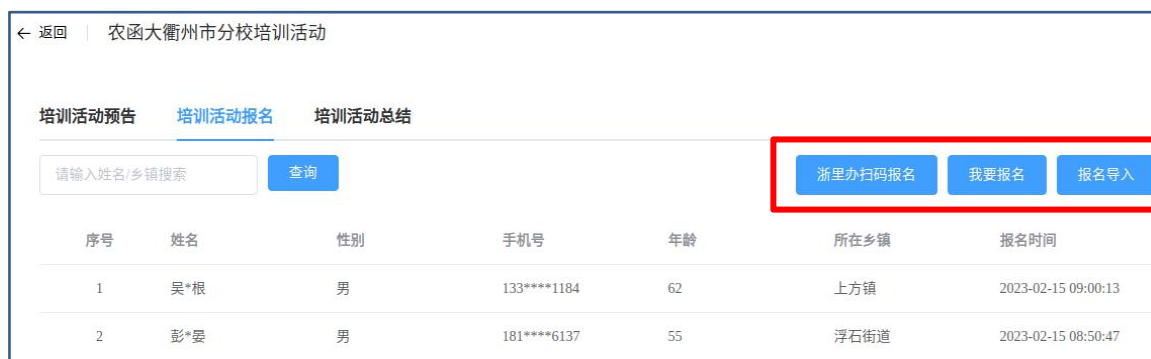 ← 返回 农函大衢州市分校培训活动
培训活动预告 培训活动报名 培训活动总结
请输入姓名/乡镇搜索 查询 浙里办扫码报名 我要报名 报名导入
序号 姓名 性别 手机号 年龄 所在乡镇 报名时间
1 吴*根 男 133****1184 62 上方镇 2023-02-15 09:00:13
2 彭*晏 男 181****6137 55 浮石街道 2023-02-15 08:50:47